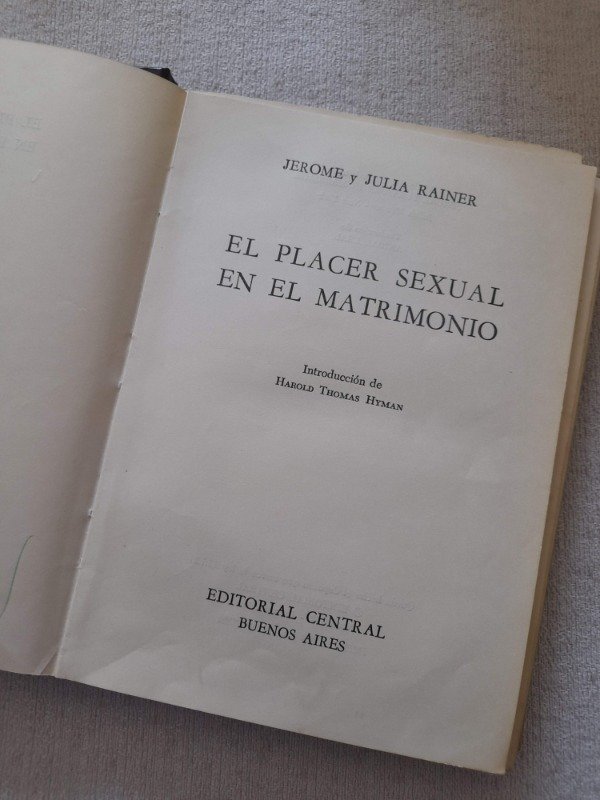 JEROME y JULIA RAINER
EL PLACER SEXUAL
EN EL MATRIMONIO
Introducción de
HAROLD THOMAS HYMAN
EDITORIAL CENTRAL
BUENOS AIRES